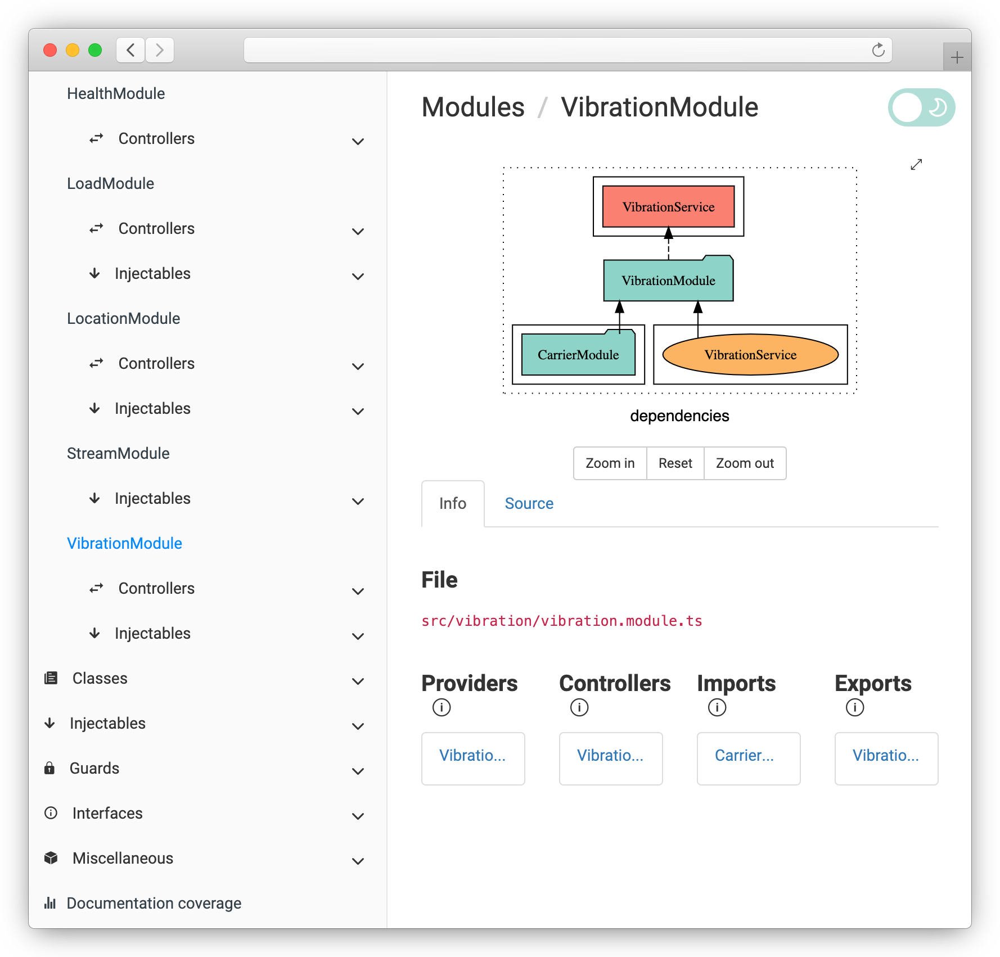 HealthModule
Controllers
LoadModule
Controllers
Injectables
LocationModule
Controllers
Injectables
StreamModule
Injectables
VibrationModule
Controllers
Injectables
Classes
Injectables
Guards
Interfaces
Miscellaneous
Documentation coverage
Modules / VibrationModule
VibrationService
VibrationModule
CarrierModule VibrationService
dependencies
Zoom in Reset Zoom out
Info Source
File
src/vibration/vibration.module.ts
Providers Controllers Imports Exports
Vibratio... Vibratio... Carrier... Vibratio...